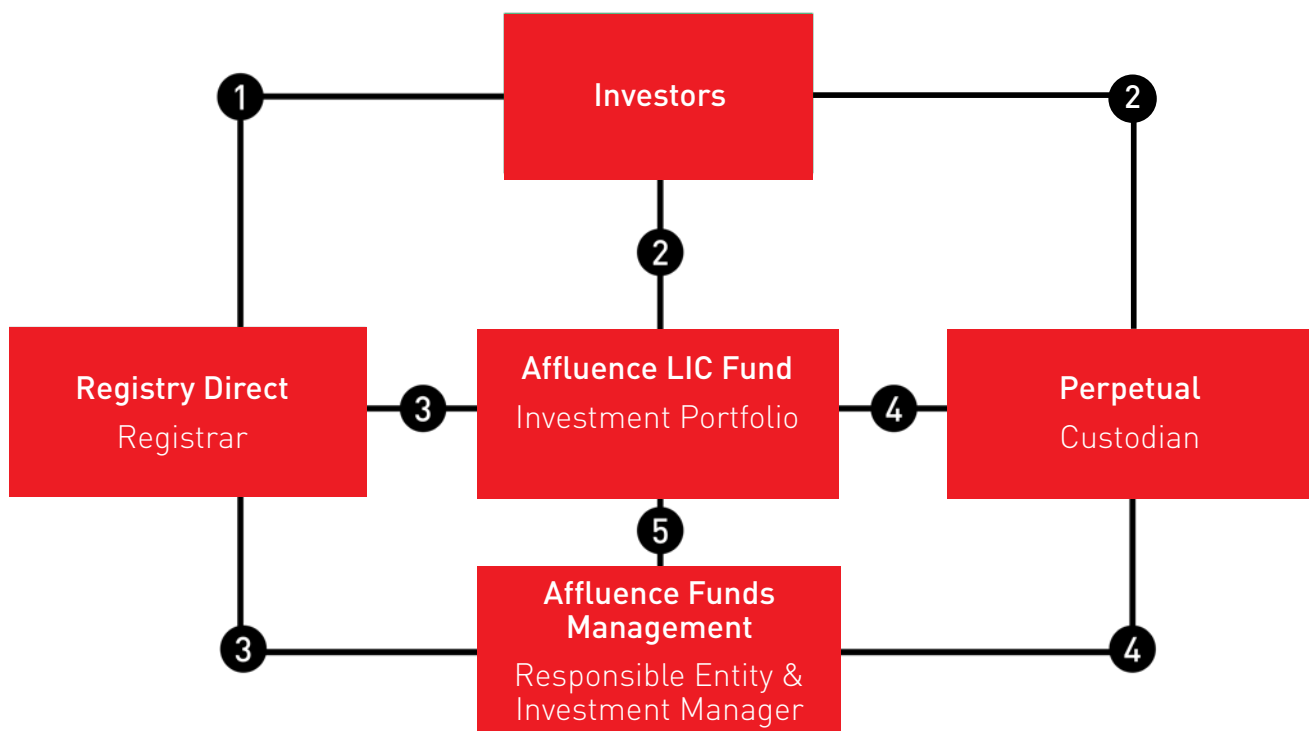 Investors
1
2
2
Registry Direct
Registrar
3
Affluence LIC Fund
Investment Portfolio
4
Perpetual
Custodian
5
Affluence Funds
Management
Responsible Entity &
Investment Manager
3
4